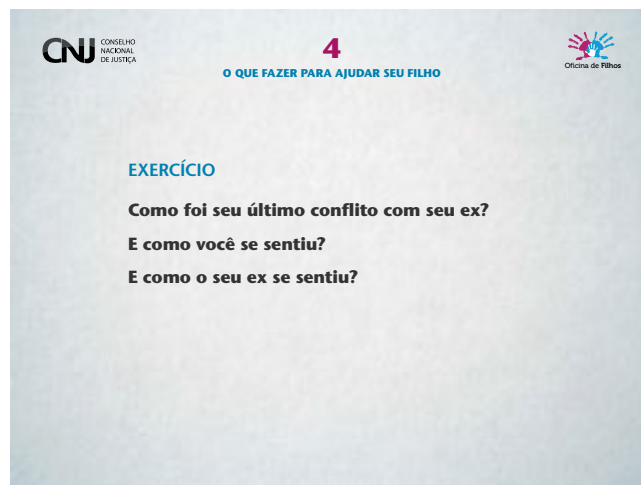 CNJ
CONSELHO
NACIONAL
DE JUSTIÇA
4
O QUE FAZER PARA AJUDAR SEU FILHO
Oficina de Filhos
EXERCÍCIO
Como foi seu último conflito com seu ex?
E como você se sentiu?
E como o seu ex se sentiu?